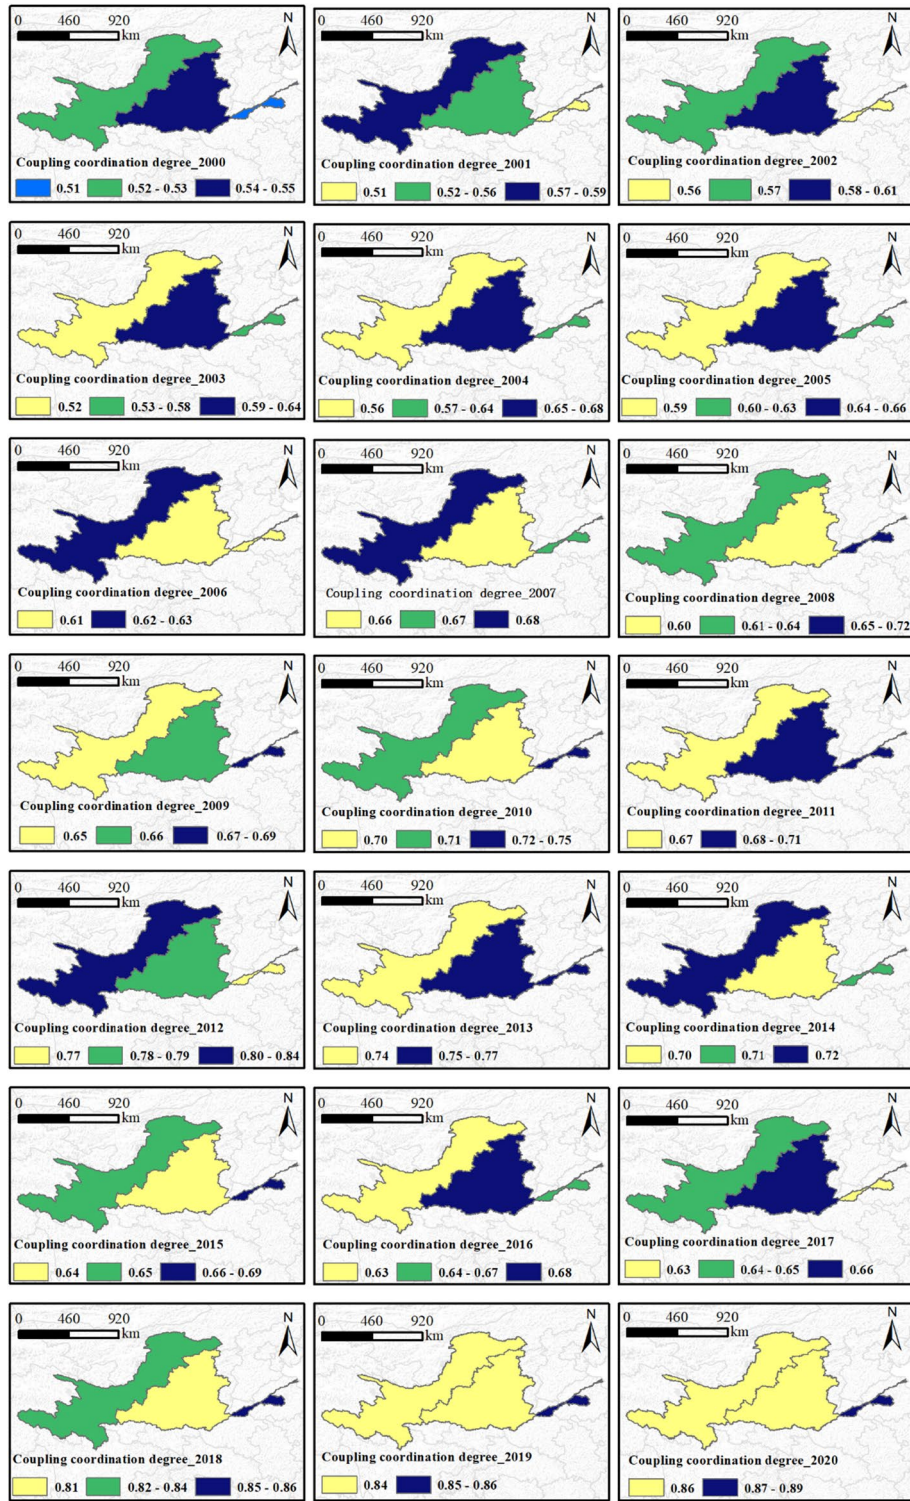 0 460 920 km N
Coupling coordination degree_2000
0.51 0.52 - 0.53 0.54 - 0.55
0 460 920 km N
Coupling coordination degree_2001
0.51 0.52 - 0.56 0.57 - 0.59
0 460 920 km N
Coupling coordination degree_2002
0.56 0.57 0.58 - 0.61
0 460 920 km N
Coupling coordination degree_2003
0.52 0.53 - 0.58 0.59 - 0.64
0 460 920 km N
Coupling coordination degree_2004
0.56 0.57 - 0.64 0.65 - 0.68
0 460 920 km N
Coupling coordination degree_2005
0.59 0.60 - 0.63 0.64 - 0.66
0 460 920 km N
Coupling coordination degree_2006
0.61 0.62 - 0.63
0 460 920 km N
Coupling coordination degree_2007
0.66 0.67 0.68
0 460 920 km N
Coupling coordination degree_2008
0.60 0.61 - 0.64 0.65 - 0.72
0 460 920 km N
Coupling coordination degree_2009
0.65 0.66 0.67 - 0.69
0 460 920 km N
Coupling coordination degree_2010
0.70 0.71 0.72 - 0.75
0 460 920 km N
Coupling coordination degree_2011
0.67 0.68 - 0.71
0 460 920 km N
Coupling coordination degree_2012
0.77 0.78 - 0.79 0.80 - 0.84
0 460 920 km N
Coupling coordination degree_2013
0.74 0.75 - 0.77
0 460 920 km N
Coupling coordination degree_2014
0.70 0.71 0.72
0 460 920 km N
Coupling coordination degree_2015
0.64 0.65 0.66 - 0.69
0 460 920 km N
Coupling coordination degree_2016
0.63 0.64 - 0.67 0.68
0 460 920 km N
Coupling coordination degree_2017
0.63 0.64 - 0.65 0.66
0 460 920 km N
Coupling coordination degree_2018
0.81 0.82 - 0.84 0.85 - 0.86
0 460 920 km N
Coupling coordination degree_2019
0.84 0.85 - 0.86
0 460 920 km N
Coupling coordination degree_2020
0.86 0.87 - 0.89